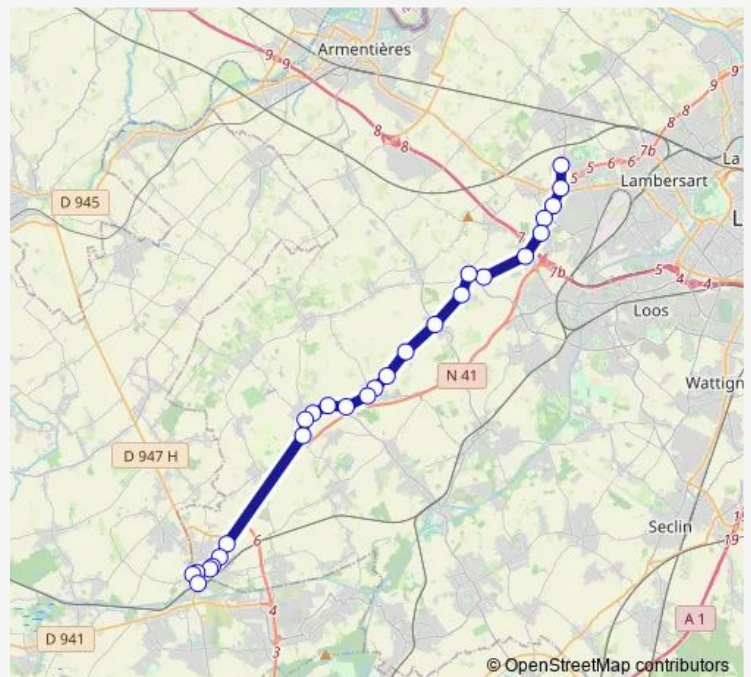 Armentières
9
9
9
9
8
8
8
8
7b
La
5
5
6
6
Lambersart
D 945
L
7
7b
5
4
4
Loos
N 41
Wattign
D 947 H
Seclin
6
19
4
A 1
D 941
3
© OpenStreetMap contributors